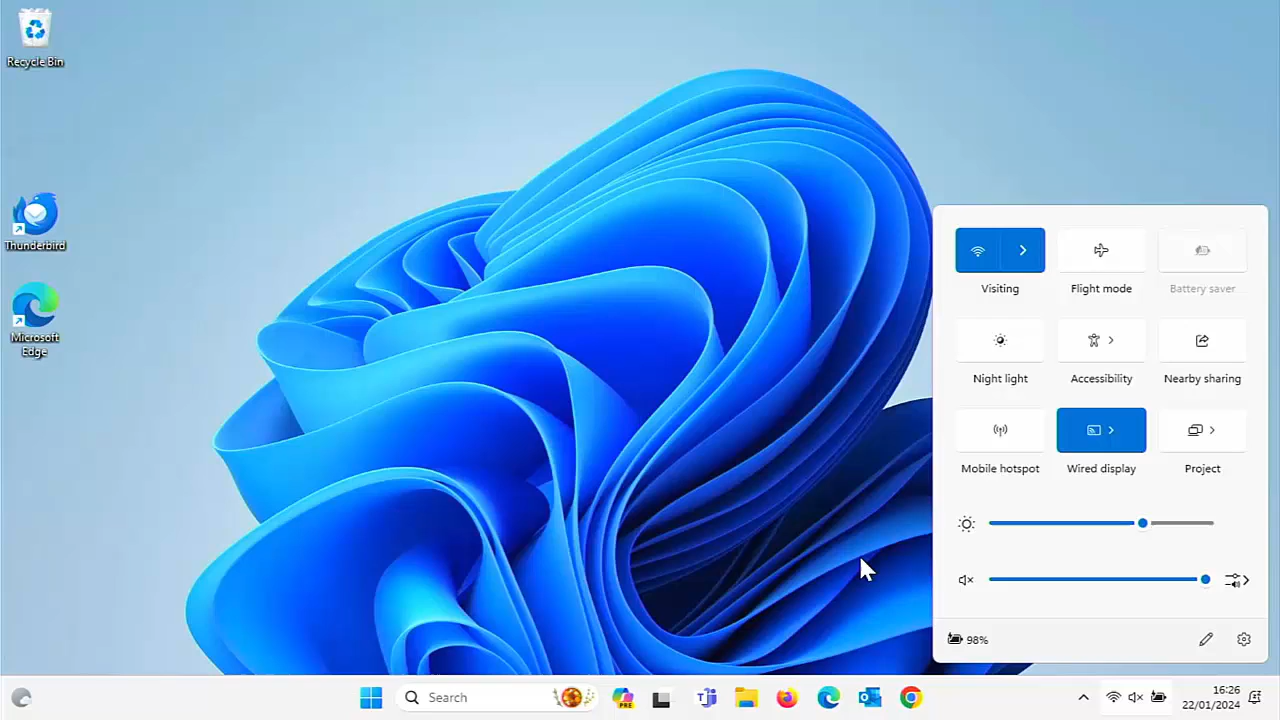 Recycle Bin
Thunderbird
Microsoft
Edge
Visiting
Flight mode
Battery saver
Night light
Accessibility
Nearby sharing
Mobile hotspot
Wired display
Project
98%
Search
PRE
16:26
22/01/2024